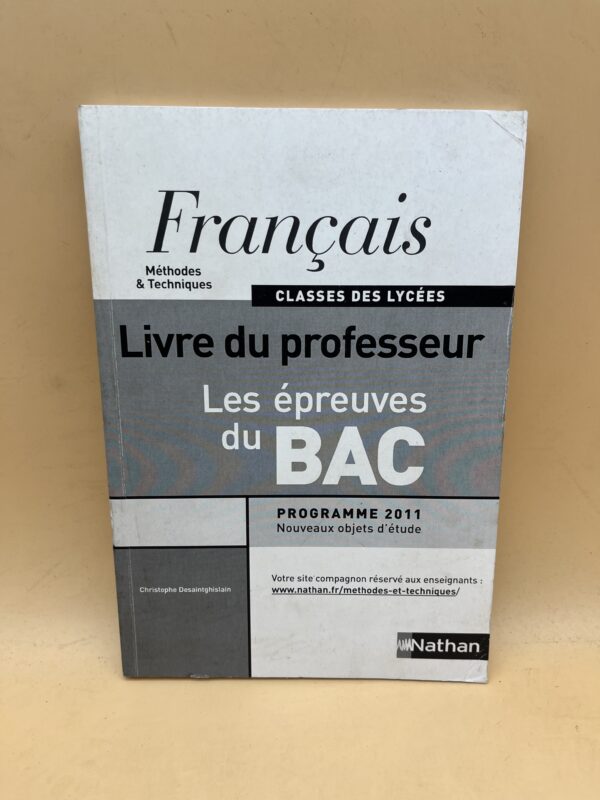 Français
Méthodes
& Techniques
CLASSES DES LYCÉES
Livre du professeur
Les épreuves
du BAC
PROGRAMME 2011
Nouveaux objets d'étude
Christophe Desaintghislain
Votre site compagnon réservé aux enseignants :
www.nathan.fr/methodes-et-techniques/
Nathan